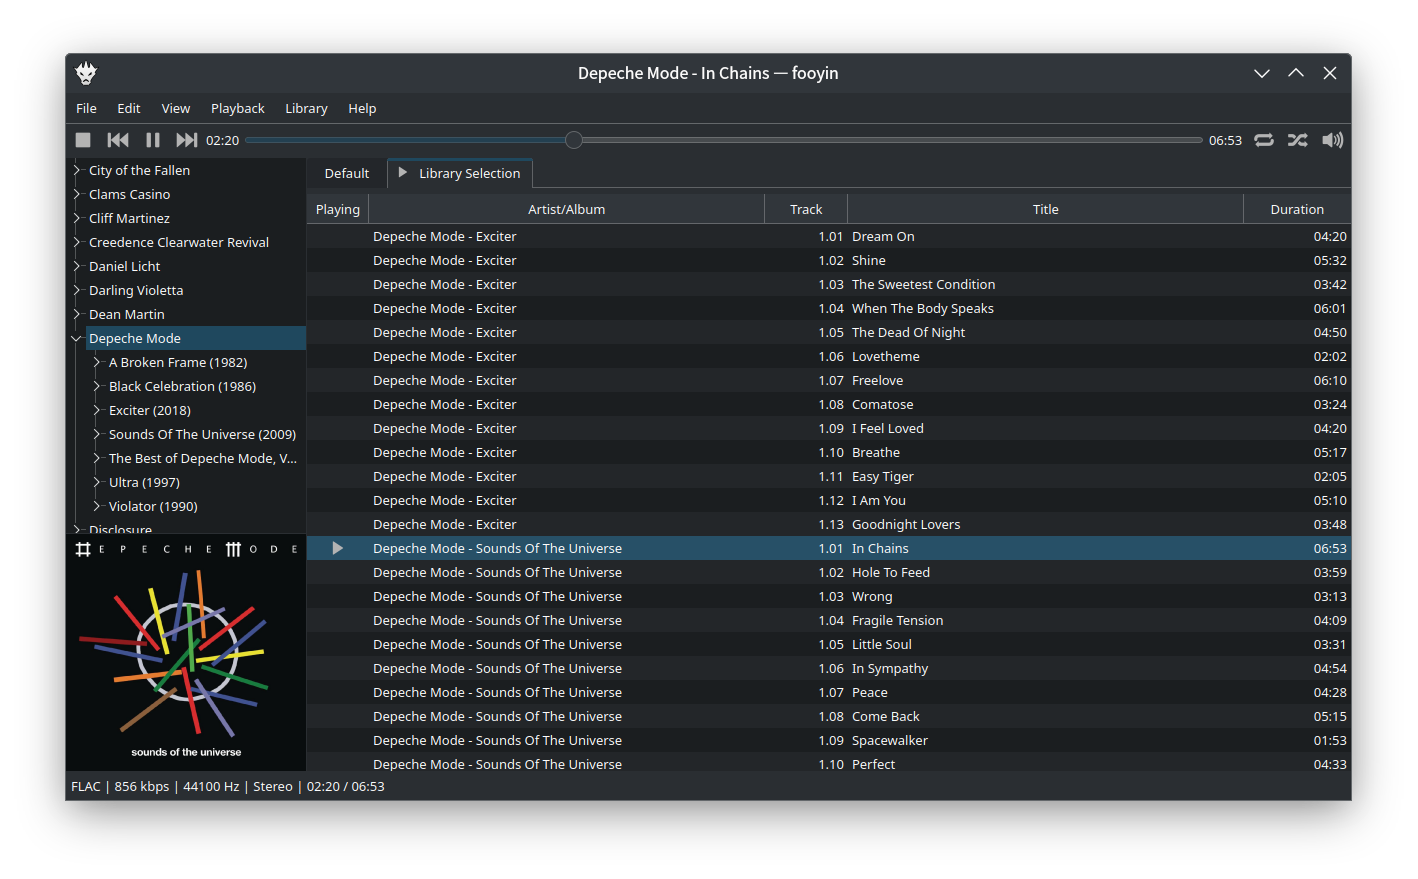 Depeche Mode - In Chains — fooyin
File Edit View Playback Library Help
02:20 06:53
City of the Fallen
Clams Casino
Cliff Martinez
Creedence Clearwater Revival
Daniel Licht
Darling Violetta
Dean Martin
Depeche Mode
A Broken Frame (1982)
Black Celebration (1986)
Exciter (2018)
Sounds Of The Universe (2009)
The Best of Depeche Mode, V...
Ultra (1997)
Violator (1990)
Disclosure
DEPECHE MODE
sounds of the universe
Default Library Selection
Playing Artist/Album Track Title Duration
Depeche Mode - Exciter 1.01 Dream On 04:20
Depeche Mode - Exciter 1.02 Shine 05:32
Depeche Mode - Exciter 1.03 The Sweetest Condition 03:42
Depeche Mode - Exciter 1.04 When The Body Speaks 06:01
Depeche Mode - Exciter 1.05 The Dead Of Night 04:50
Depeche Mode - Exciter 1.06 Lovetheme 02:02
Depeche Mode - Exciter 1.07 Freelove 06:10
Depeche Mode - Exciter 1.08 Comatose 03:24
Depeche Mode - Exciter 1.09 I Feel Loved 04:20
Depeche Mode - Exciter 1.10 Breathe 05:17
Depeche Mode - Exciter 1.11 Easy Tiger 02:05
Depeche Mode - Exciter 1.12 I Am You 05:10
Depeche Mode - Exciter 1.13 Goodnight Lovers 03:48
Depeche Mode - Sounds Of The Universe 1.01 In Chains 06:53
Depeche Mode - Sounds Of The Universe 1.02 Hole To Feed 03:59
Depeche Mode - Sounds Of The Universe 1.03 Wrong 03:13
Depeche Mode - Sounds Of The Universe 1.04 Fragile Tension 04:09
Depeche Mode - Sounds Of The Universe 1.05 Little Soul 03:31
Depeche Mode - Sounds Of The Universe 1.06 In Sympathy 04:54
Depeche Mode - Sounds Of The Universe 1.07 Peace 04:28
Depeche Mode - Sounds Of The Universe 1.08 Come Back 05:15
Depeche Mode - Sounds Of The Universe 1.09 Spacewalker 01:53
Depeche Mode - Sounds Of The Universe 1.10 Perfect 04:33
FLAC | 856 kbps | 44100 Hz | Stereo | 02:20 / 06:53